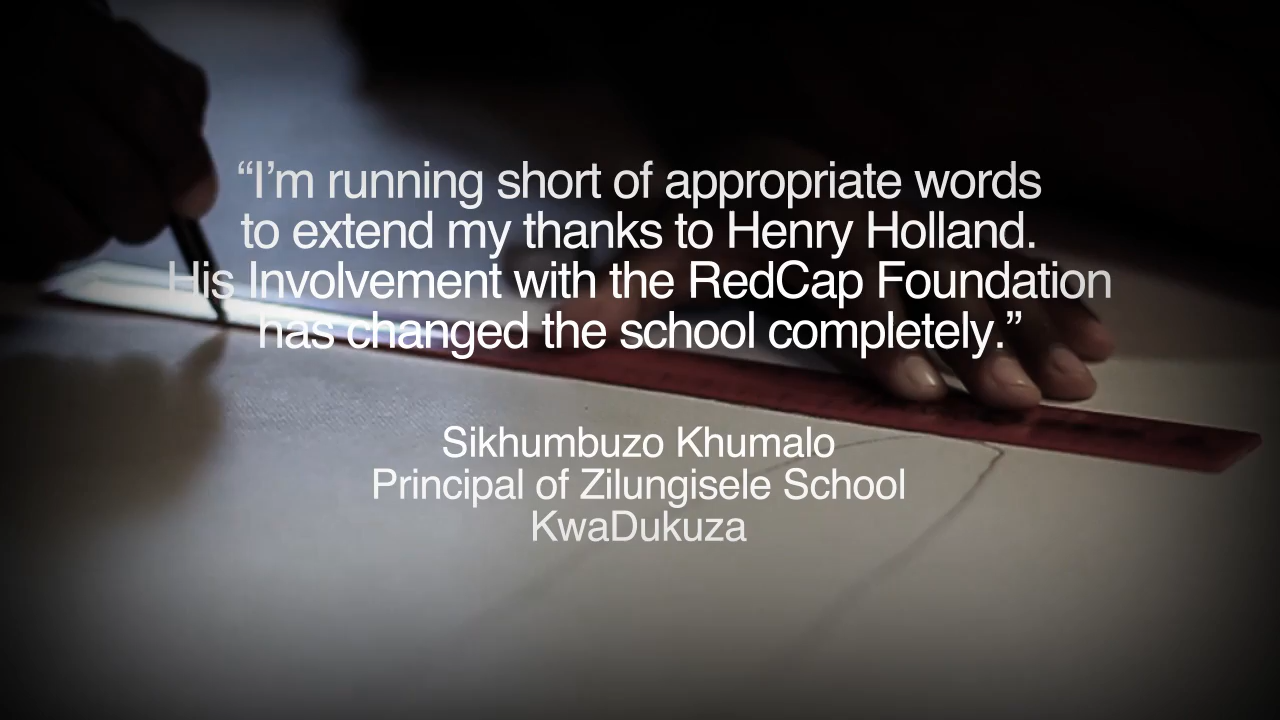 “I’m running short of appropriate words
to extend my thanks to Henry Holland.
His Involvement with the RedCap Foundation
has changed the school completely.”
Sikhumbuzo Khumalo
Principal of Zilungisele School
KwaDukuza